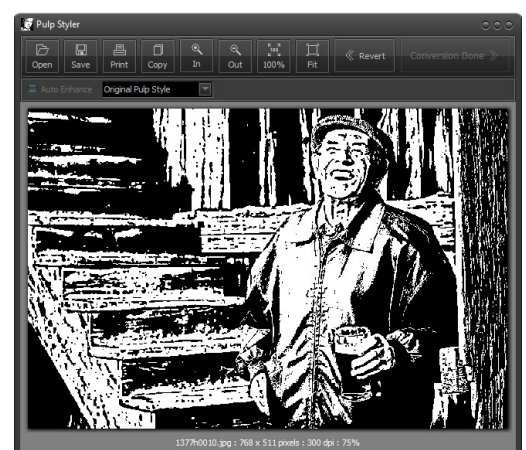 Pulp Styler
Open Save Print Copy In Out 100% Fit Revert Conversion Done
Auto Enhance Original Pulp Style
1377h0010.jpg : 768 x 511 pixels : 300 dpi : 75%